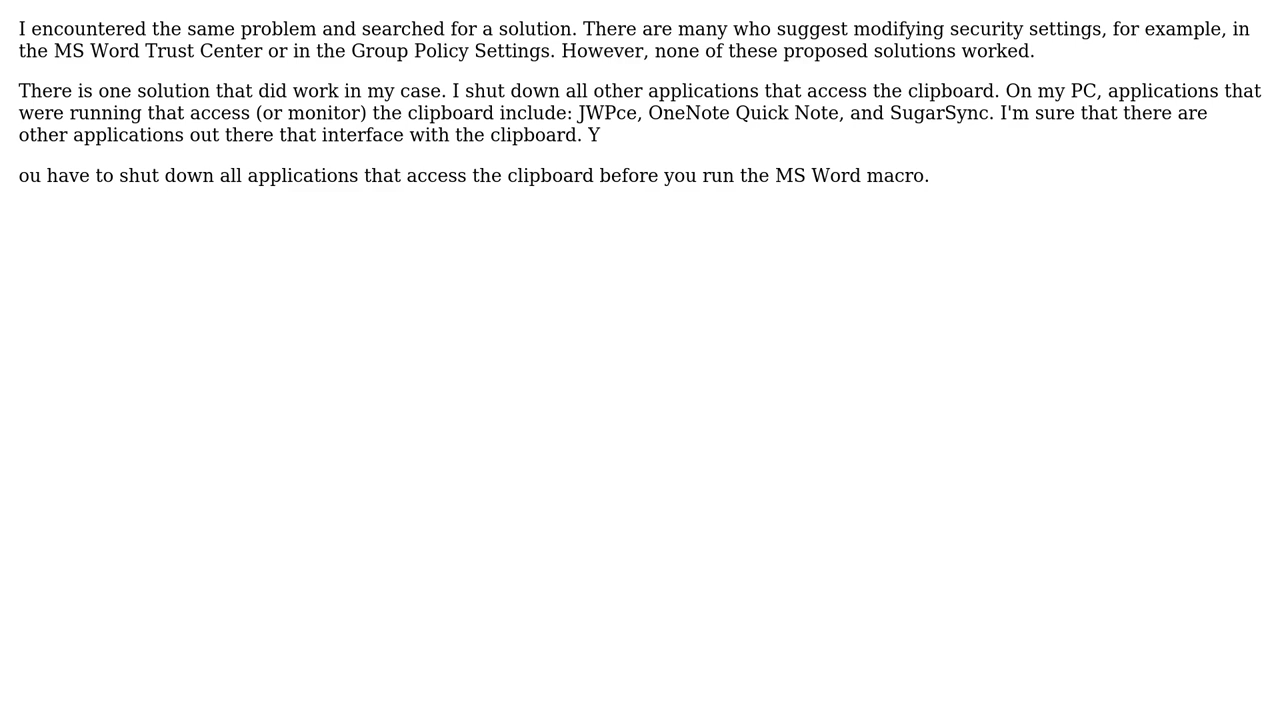 I encountered the same problem and searched for a solution. There are many who suggest modifying security settings, for example, in
the MS Word Trust Center or in the Group Policy Settings. However, none of these proposed solutions worked.
There is one solution that did work in my case. I shut down all other applications that access the clipboard. On my PC, applications that
were running that access (or monitor) the clipboard include: JWPce, OneNote Quick Note, and SugarSync. I'm sure that there are
other applications out there that interface with the clipboard. Y
ou have to shut down all applications that access the clipboard before you run the MS Word macro.